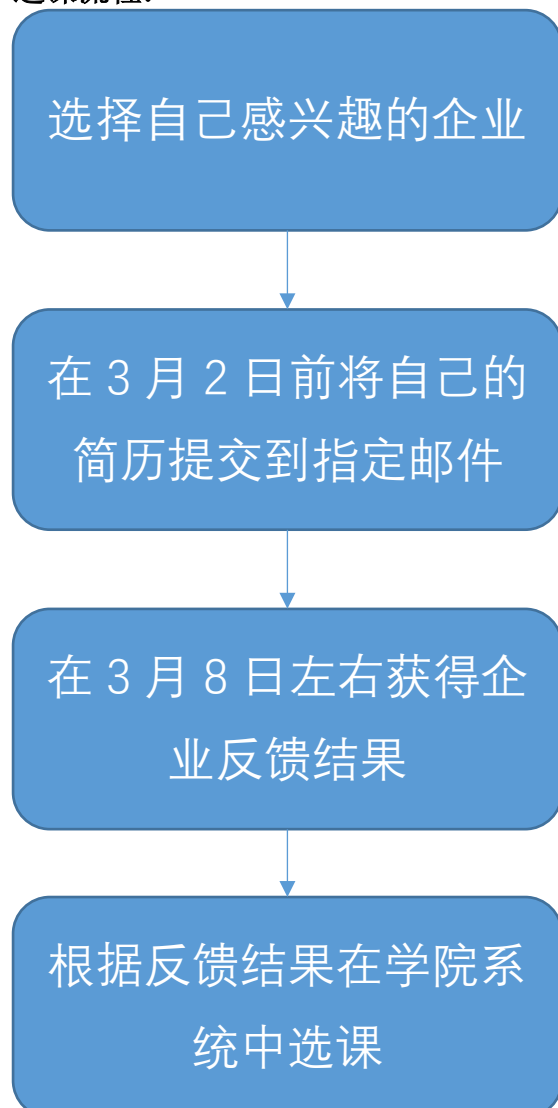 选择自己感兴趣的企业
在 3 月 2 日前将自己的
简历提交到指定邮件
在 3 月 8 日左右获得企
业反馈结果
根据反馈结果在学院系
统中选课